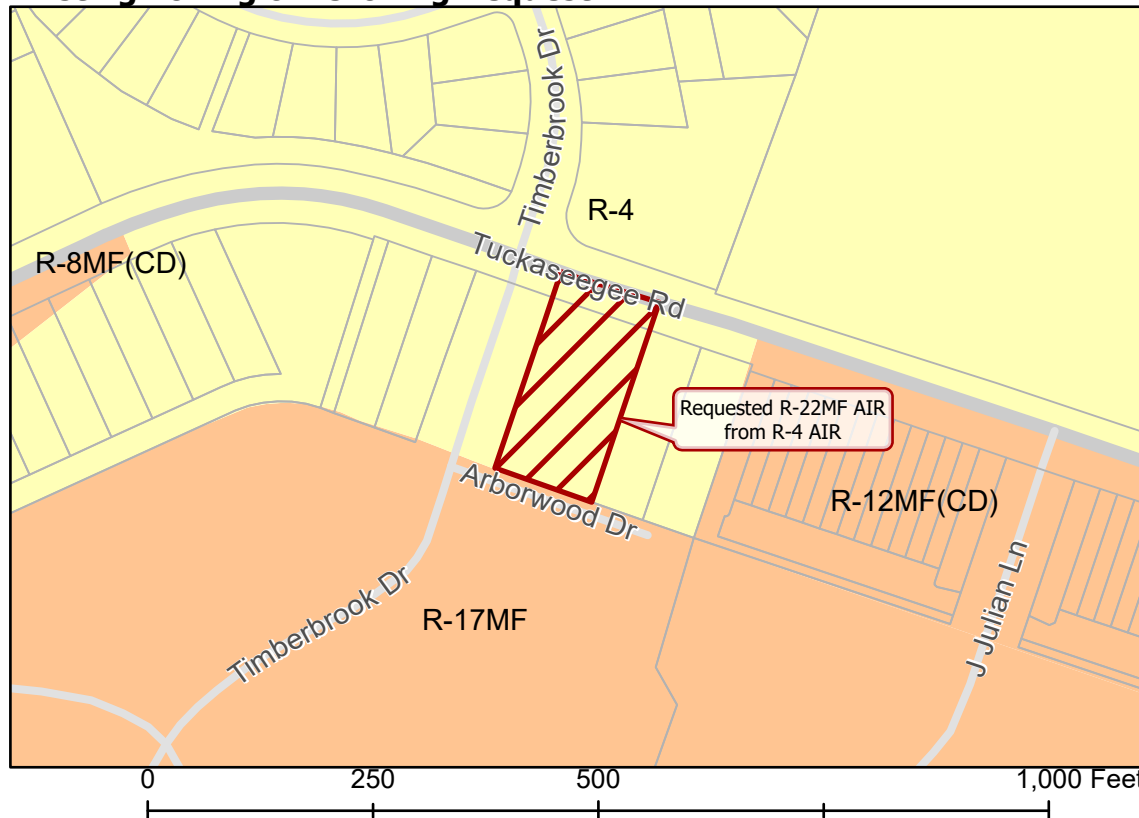 Timbrook Dr
R-4
R-8MF(CD)
Tuckaseegee Rd
Requested R-22MF AIR
from R-4 AIR
Arborwood Dr
R-12MF(CD)
Timberbrook Dr
R-17MF
J Julian Ln
0
250
500
1,000 Feet